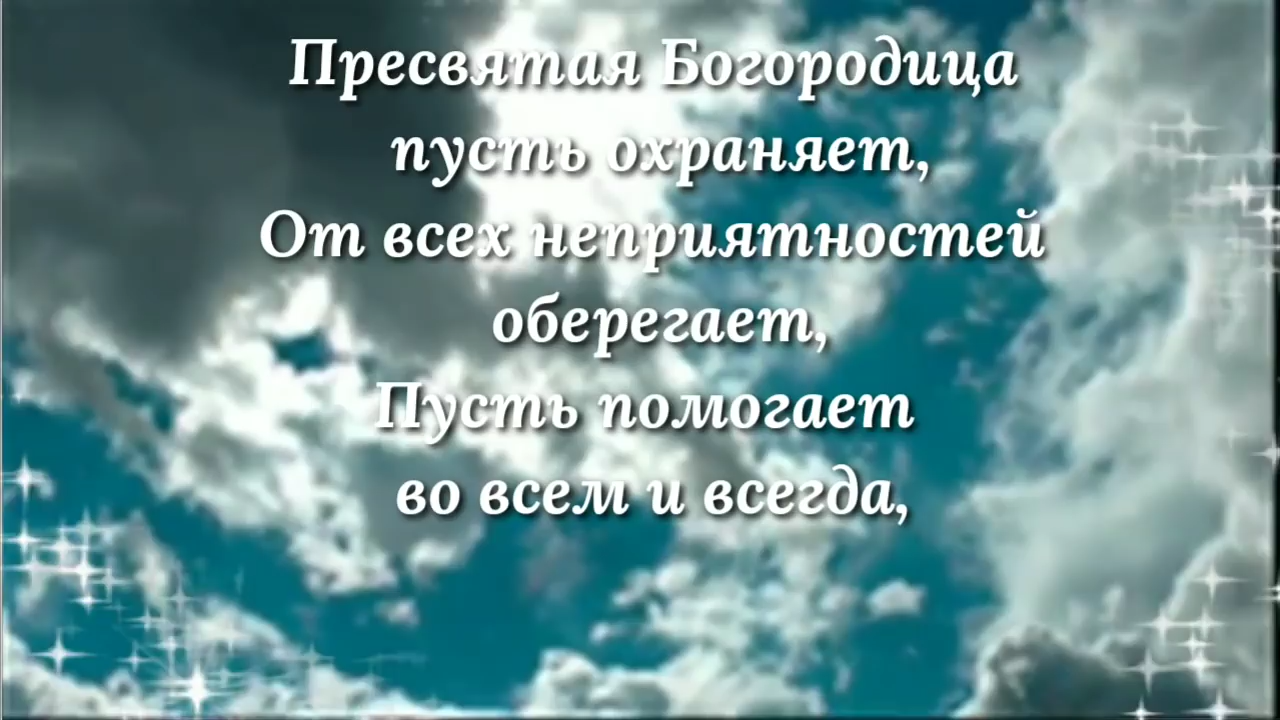 Пресвятая Богородица
пусть охраняет,
От всех неприятностей
оберегает,
Пусть помогает
во всем и всегда,